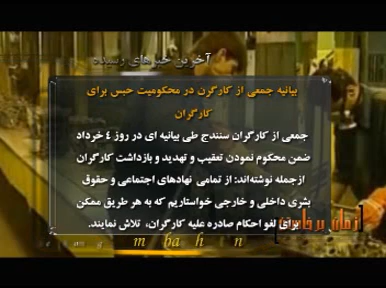 آخرین خبرهای رسیده
بیانیه جمعی از کارگرن در محکومیت حبس برای
کارگران
جمعی از کارگران سنندج طی بیانیه ای در روز ٤ خرداد
ضمن محکوم نمودن تعقیب و تهدید و بازداشت کارگران
ازجمله نوشته‌اند: از تمامی نهادهای اجتماعی و حقوق
بشری داخلی و خارجی خواستاریم که به هر طریق ممکن
برای لغو احکام صادره علیه کارگران، تلاش نمایند.